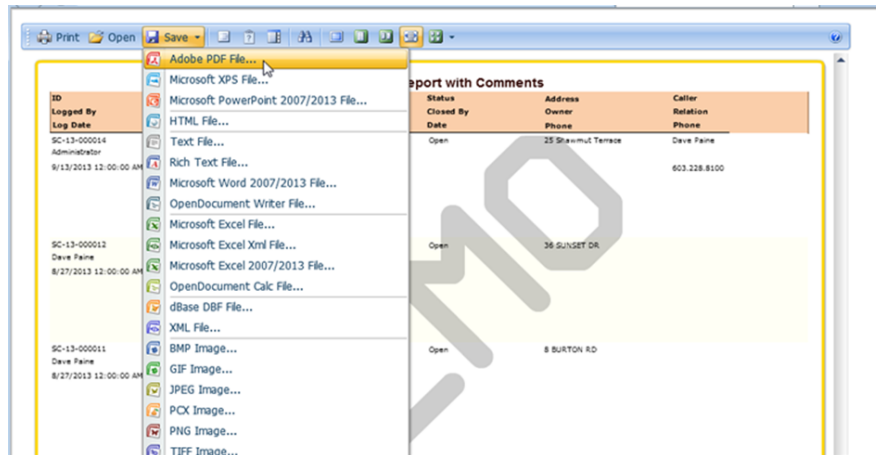 Print Open Save
Adobe PDF File...
Microsoft XPS File...
Microsoft PowerPoint 2007/2013 File...
HTML File...
Text File...
Rich Text File...
Microsoft Word 2007/2013 File...
OpenDocument Writer File...
Microsoft Excel File...
Microsoft Excel Xml File...
Microsoft Excel 2007/2013 File...
OpenDocument Calc File...
dBase DBF File...
XML File...
BMP Image...
GIF Image...
JPEG Image...
PCX Image...
PNG Image...
TIFF Image...
eport with Comments
ID Status Address Caller
Logged By Closed By Owner Relation
Log Date Date Phone Phone
SC-13-000014 Open 25 Shawmut Terrace Dave Paine
Administrator
9/13/2013 12:00:00 AM 603.228.8100
SC-13-000012 Open 36 SUNSET DR
Dave Paine
8/27/2013 12:00:00 AM
SC-13-000011 Open 8 BURTON RD
Dave Paine
8/27/2013 12:00:00 AM
EMO